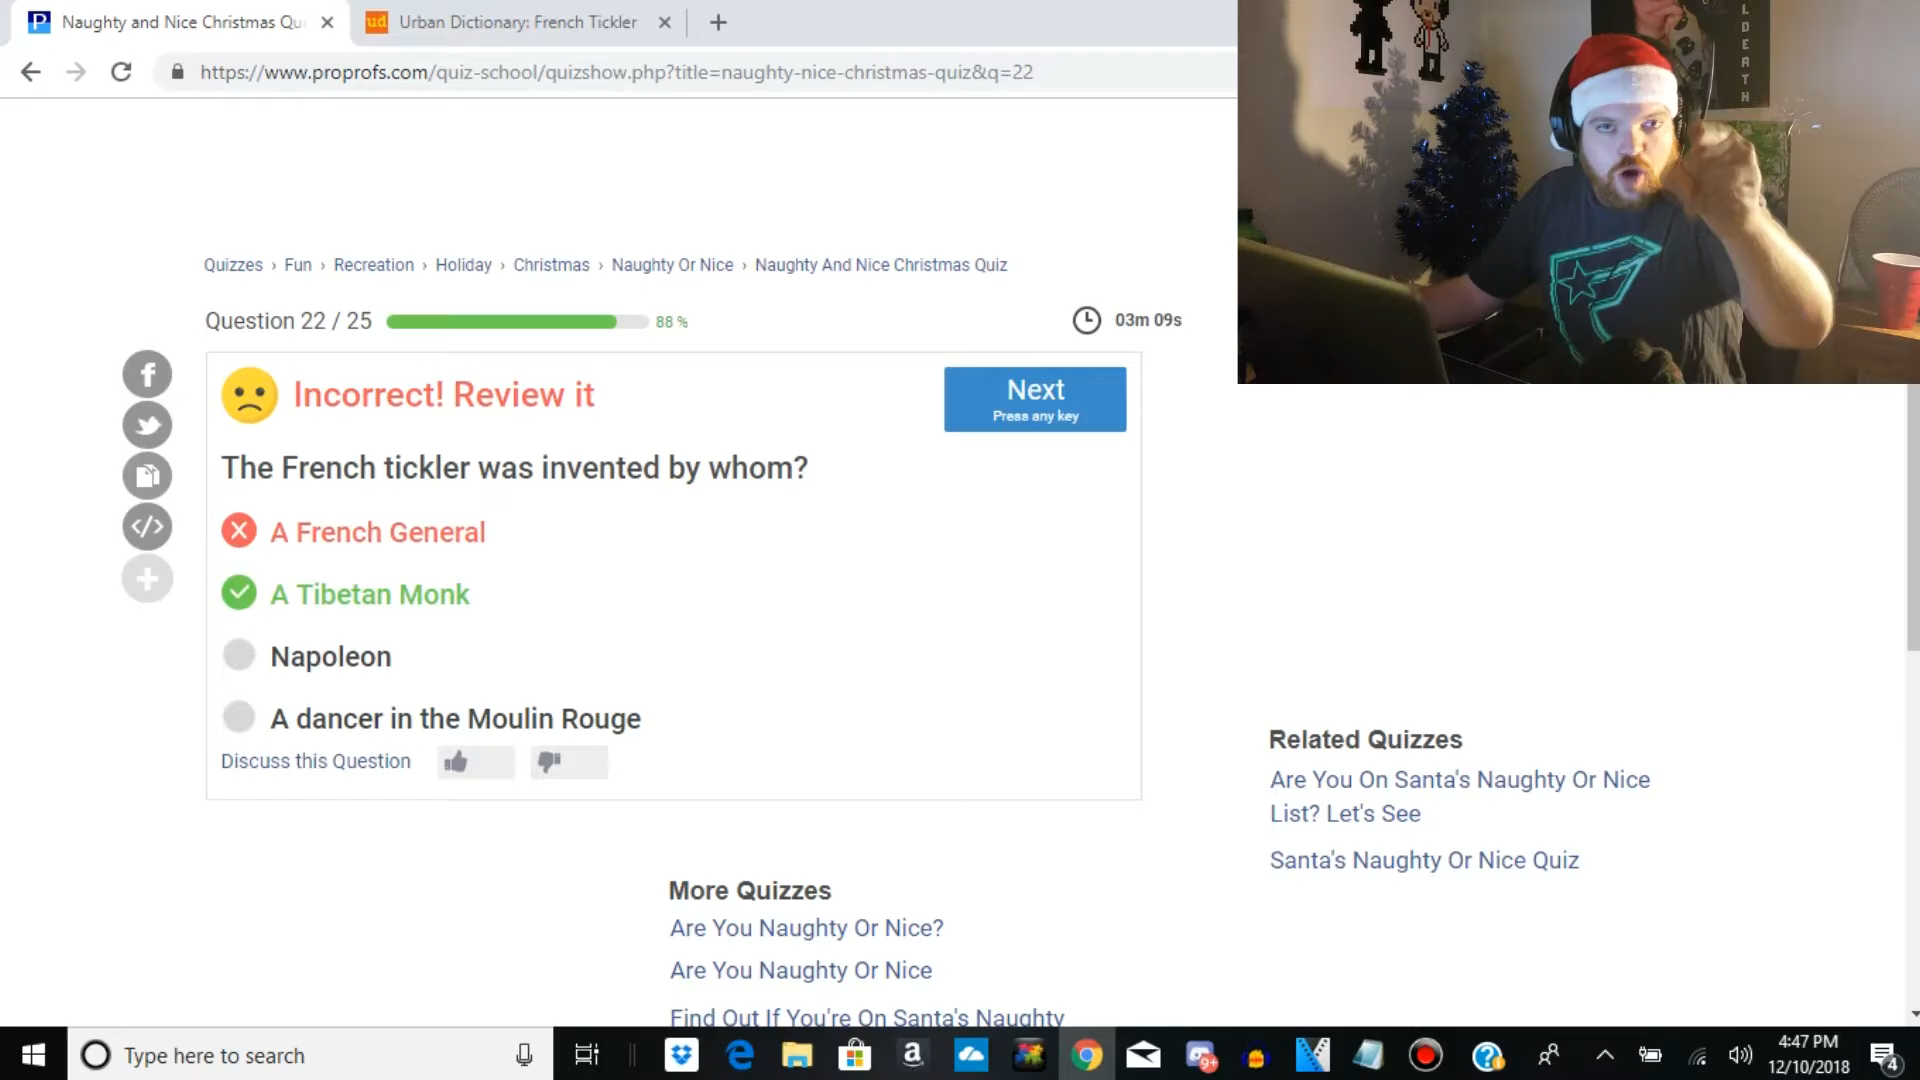 Naughty and Nice Christmas Qu
ud
Urban Dictionary: French Tickler
https://www.proprofs.com/quiz-school/quizshow.php?title=naughty-nice-christmas-quiz&q=22
Quizzes › Fun › Recreation › Holiday › Christmas › Naughty Or Nice › Naughty And Nice Christmas Quiz
Question 22 / 25
88 %
03m 09s
Incorrect! Review it
Next
Press any key
The French tickler was invented by whom?
A French General
A Tibetan Monk
Napoleon
A dancer in the Moulin Rouge
Discuss this Question
Related Quizzes
Are You On Santa's Naughty Or Nice
List? Let's See
Santa's Naughty Or Nice Quiz
More Quizzes
Are You Naughty Or Nice?
Are You Naughty Or Nice
Find Out If You're On Santa's Naughty
Type here to search
9+
4:47 PM
12/10/2018
4